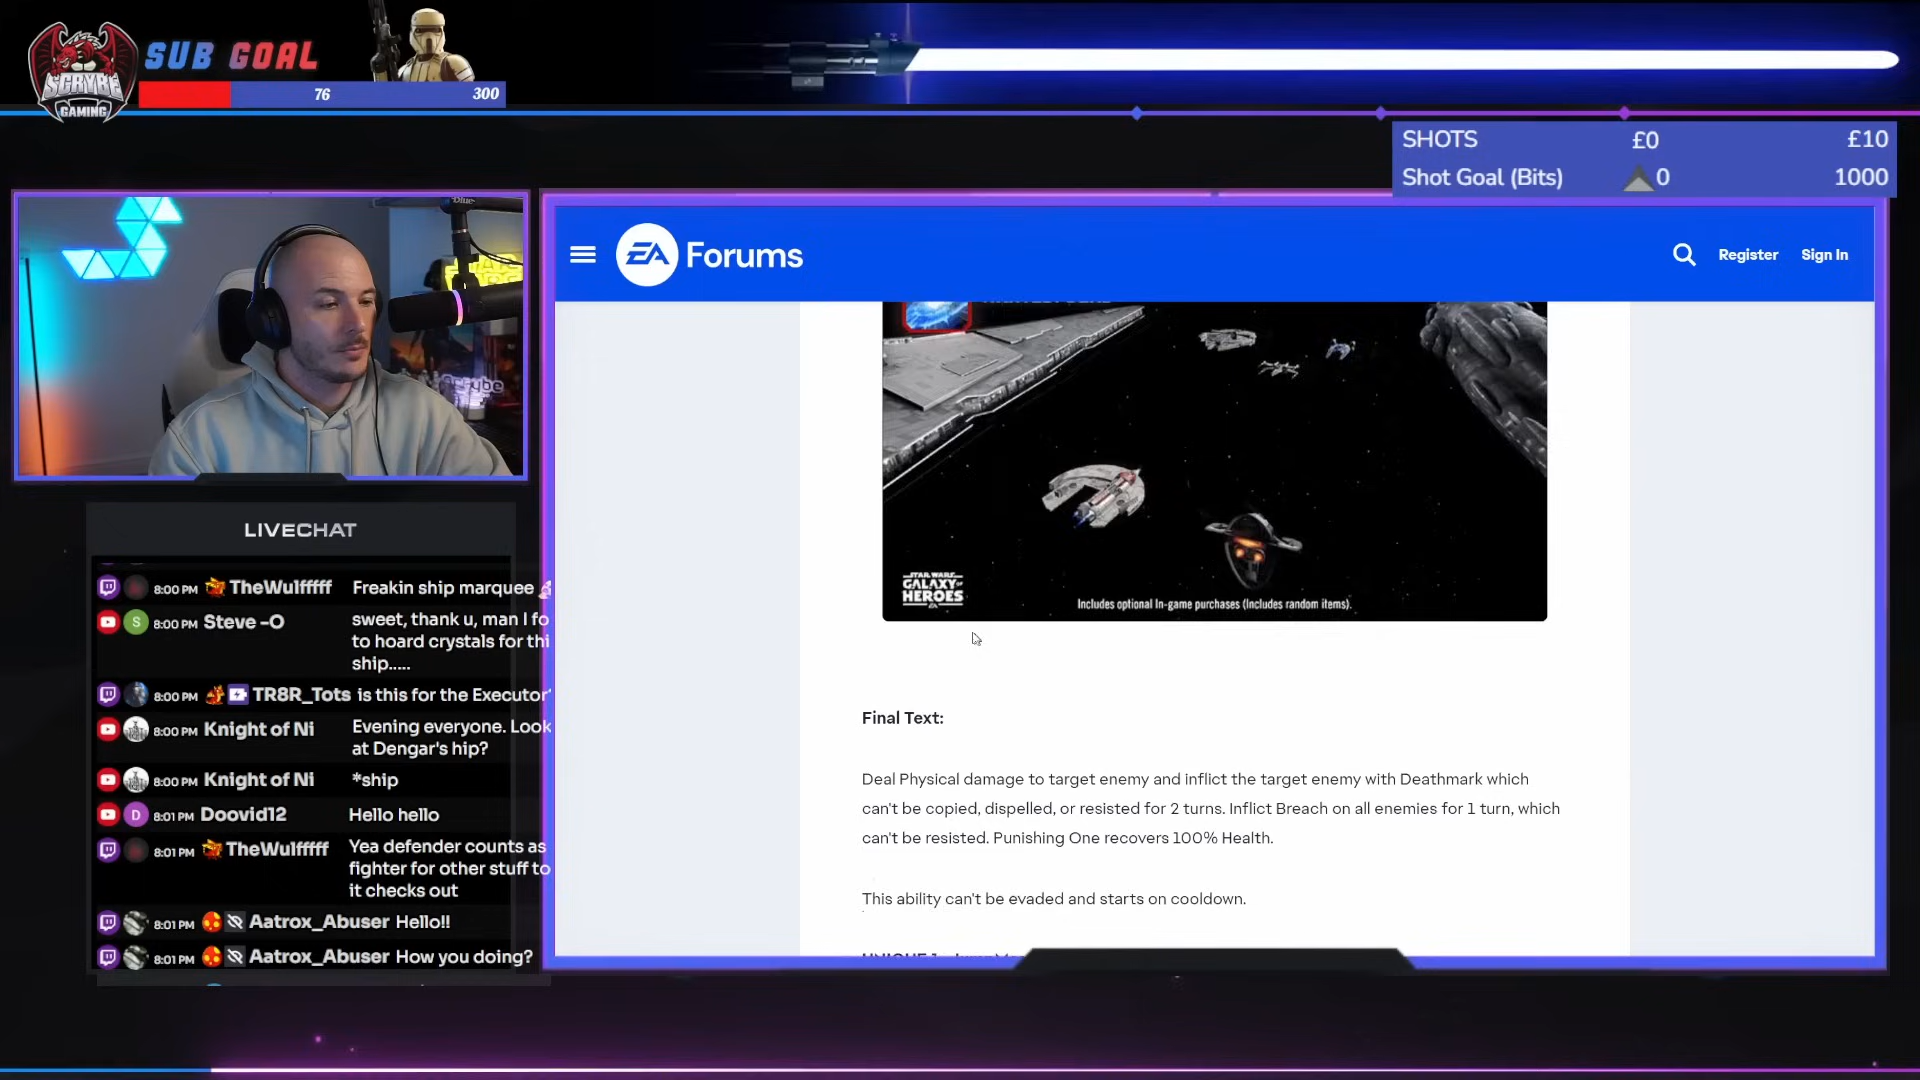 SUB GOAL
76
300
SCRYBE
GAMING
SHOTS £0 £10
Shot Goal (Bits) 0 1000
Blue
EA Forums
Register
Sign In
STAR WARS
GALAXY OF
HEROES
Includes optional In-game purchases (Includes random items).
Final Text:
Deal Physical damage to target enemy and inflict the target enemy with Deathmark which
can't be copied, dispelled, or resisted for 2 turns. Inflict Breach on all enemies for 1 turn, which
can't be resisted. Punishing One recovers 100% Health.
This ability can't be evaded and starts on cooldown.
LIVECHAT
8:00 PM TheWulfffff Freakin ship marquee
S 8:00 PM Steve -O sweet, thank u, man I fo
to hoard crystals for thi
ship.....
8:00 PM TR8R_Tots is this for the Executor
8:00 PM Knight of Ni Evening everyone. Look
at Dengar's hip?
8:00 PM Knight of Ni *ship
D 8:01 PM Doovid12 Hello hello
8:01 PM TheWulfffff Yea defender counts as
fighter for other stuff to
it checks out
8:01 PM Aatrox_Abuser Hello!!
8:01 PM Aatrox_Abuser How you doing?